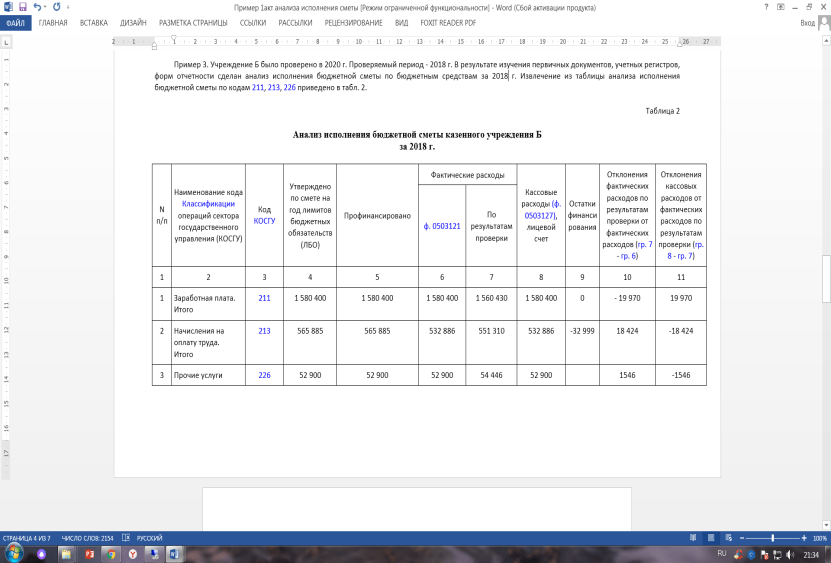 Пример 1акт анализа исполнения сметы [Режим ограниченной функциональности] - Word (Сбой активации продукта)
ФАЙЛ ГЛАВНАЯ ВСТАВКА ДИЗАЙН РАЗМЕТКА СТРАНИЦЫ ССЫЛКИ РАССЫЛКИ РЕЦЕНЗИРОВАНИЕ ВИД FOXIT READER PDF Вход
Пример 3. Учреждение Б было проверено в 2020 г. Проверяемый период - 2018 г. В результате изучения первичных документов, учетных регистров,
форм отчетности сделан анализ исполнения бюджетной сметы по бюджетным средствам за 2018 г. Извлечение из таблицы анализа исполнения
бюджетной сметы по кодам 211, 213, 226 приведено в табл. 2.
Таблица 2
Анализ исполнения бюджетной сметы казенного учреждения Б
за 2018 г.
N п/п
Наименование кода
Классификации
операций сектора
государственного
управления (КОСГУ)
Код
КОСГУ
Утверждено
по смете на
год лимитов
бюджетных
обязательств
(ЛБО)
Профинансировано
Фактические расходы
ф. 0503121
По
результатам
проверки
Кассовые
расходы (ф.
0503127),
лицевой
счет
Остатки
финанси
рования
Отклонения
фактических
расходов по
результатам
проверки от
фактических
расходов (гр. 7
- гр. 6)
Отклонения
кассовых
расходов от
фактических
расходов по
результатам
проверки (гр.
8 - гр. 7)
1 2 3 4 5 6 7 8 9 10 11
1 Заработная плата. 211 1 580 400 1 580 400 1 580 400 1 560 430 1 580 400 0 - 19 970 19 970
Итого
2 Начисления на 213 565 885 565 885 532 886 551 310 532 886 -32 999 18 424 -18 424
оплату труда.
Итого
3 Прочие услуги 226 52 900 52 900 52 900 54 446 52 900 1546 -1546
СТРАНИЦА 4 ИЗ 7 ЧИСЛО СЛОВ: 2154 РУССКИЙ 100%
RU 21:34